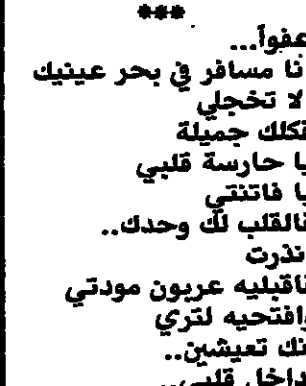 ***
عفواً...
أنا مسافر في بحر عينيك
لا تخجلي
فكلك جميلة
يا حارسة قلبي
يا فاتنتي
فالقلب لك وحدك..
نذرت
فاقبليه عربون مودتي
وافتحيه لتري
أنك تعيشين..
داخل قلبي..